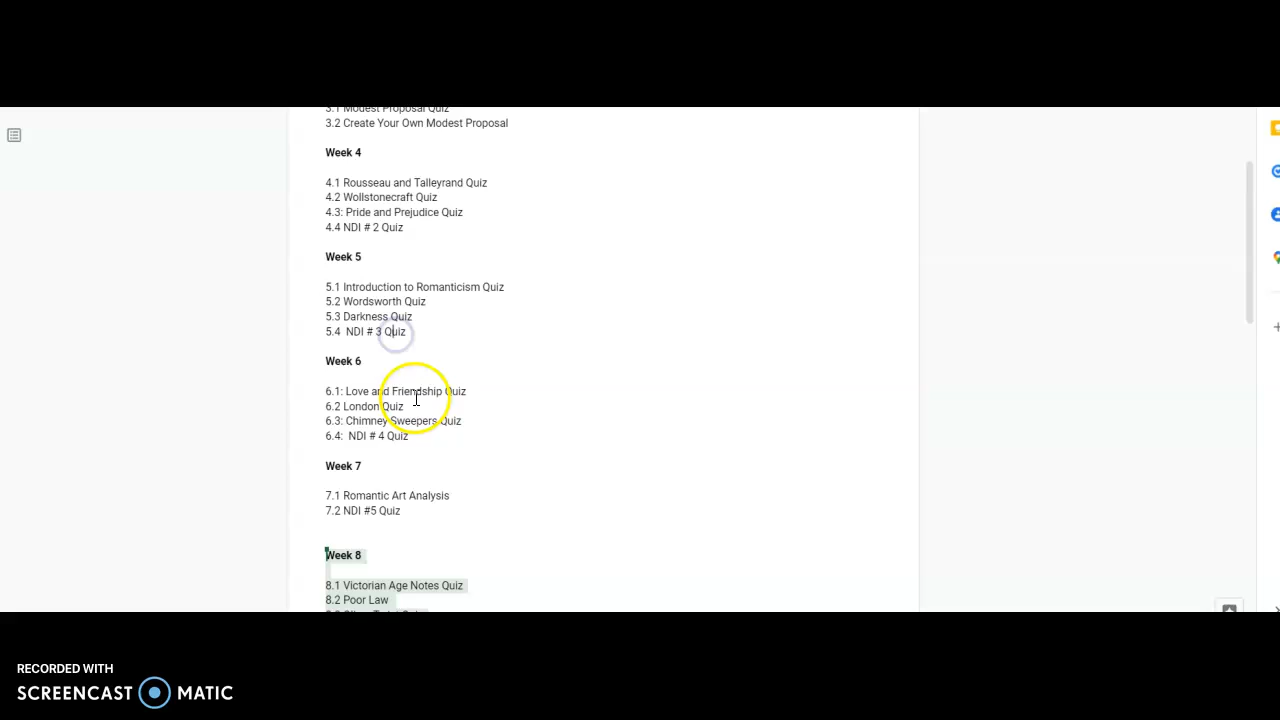 3.1 Modest Proposal Quiz
3.2 Create Your Own Modest Proposal
Week 4
4.1 Rousseau and Talleyrand Quiz
4.2 Wollstonecraft Quiz
4.3: Pride and Prejudice Quiz
4.4 NDI # 2 Quiz
Week 5
5.1 Introduction to Romanticism Quiz
5.2 Wordsworth Quiz
5.3 Darkness Quiz
5.4  NDI # 3 Quiz
Week 6
6.1: Love and Friendship Quiz
6.2 London Quiz
6.3: Chimney Sweepers Quiz
6.4:  NDI # 4 Quiz
Week 7
7.1 Romantic Art Analysis
7.2 NDI #5 Quiz
Week 8
8.1 Victorian Age Notes Quiz
8.2 Poor Law
RECORDED WITH
SCREENCAST MATIC